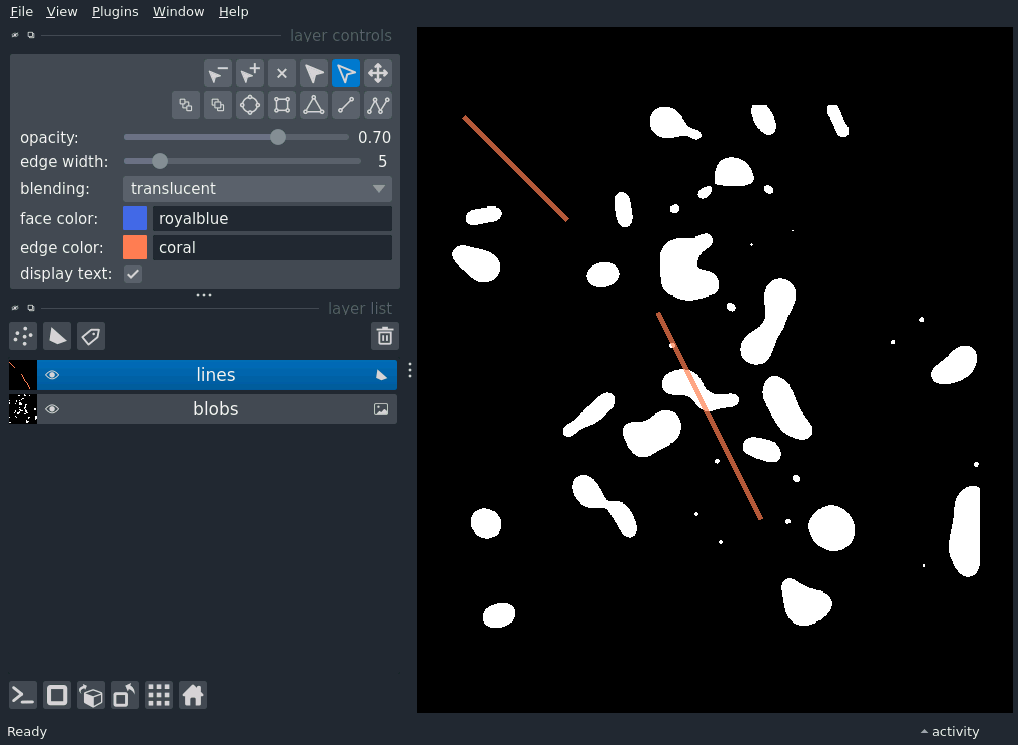 File View Plugins Window Help
layer controls
opacity: 0.70
edge width: 5
blending: translucent
face color: royalblue
edge color: coral
display text:
layer list
lines
blobs
Ready activity